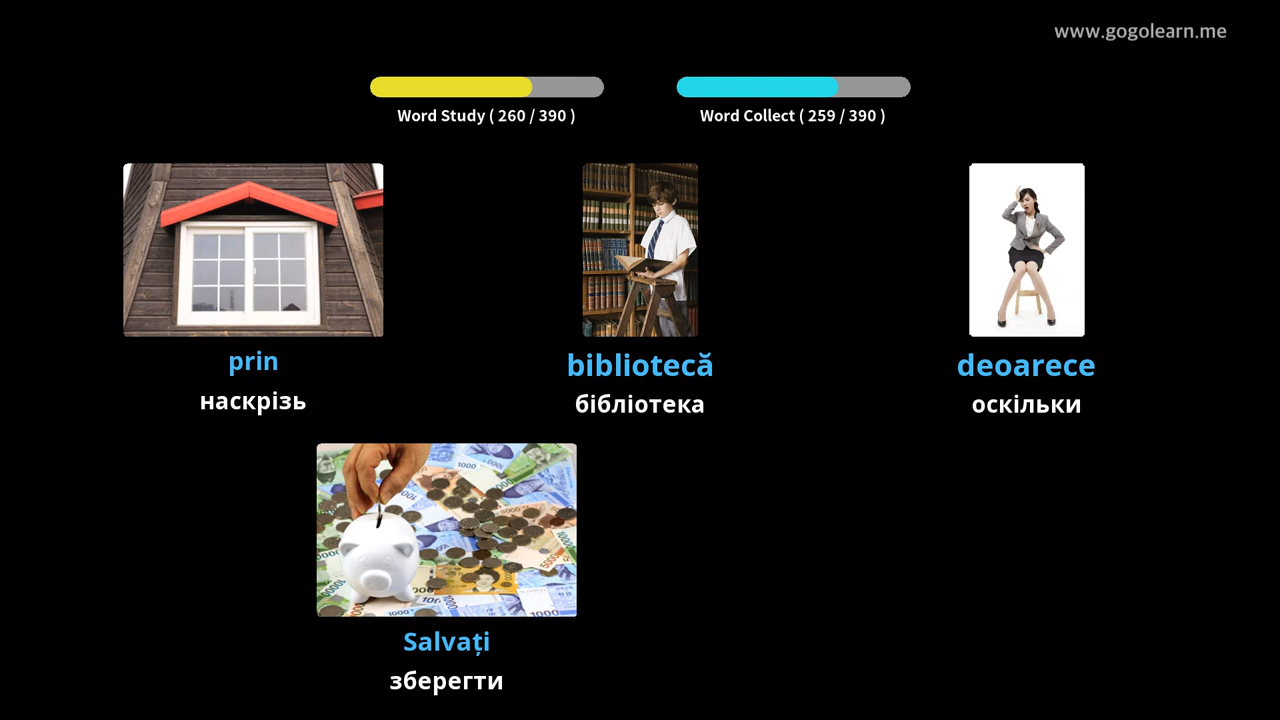 www.gogolearn.me
Word Study ( 260 / 390 )
Word Collect ( 259 / 390 )
prin
наскрізь
bibliotecă
бібліотека
deoarece
оскільки
Salvați
зберегти